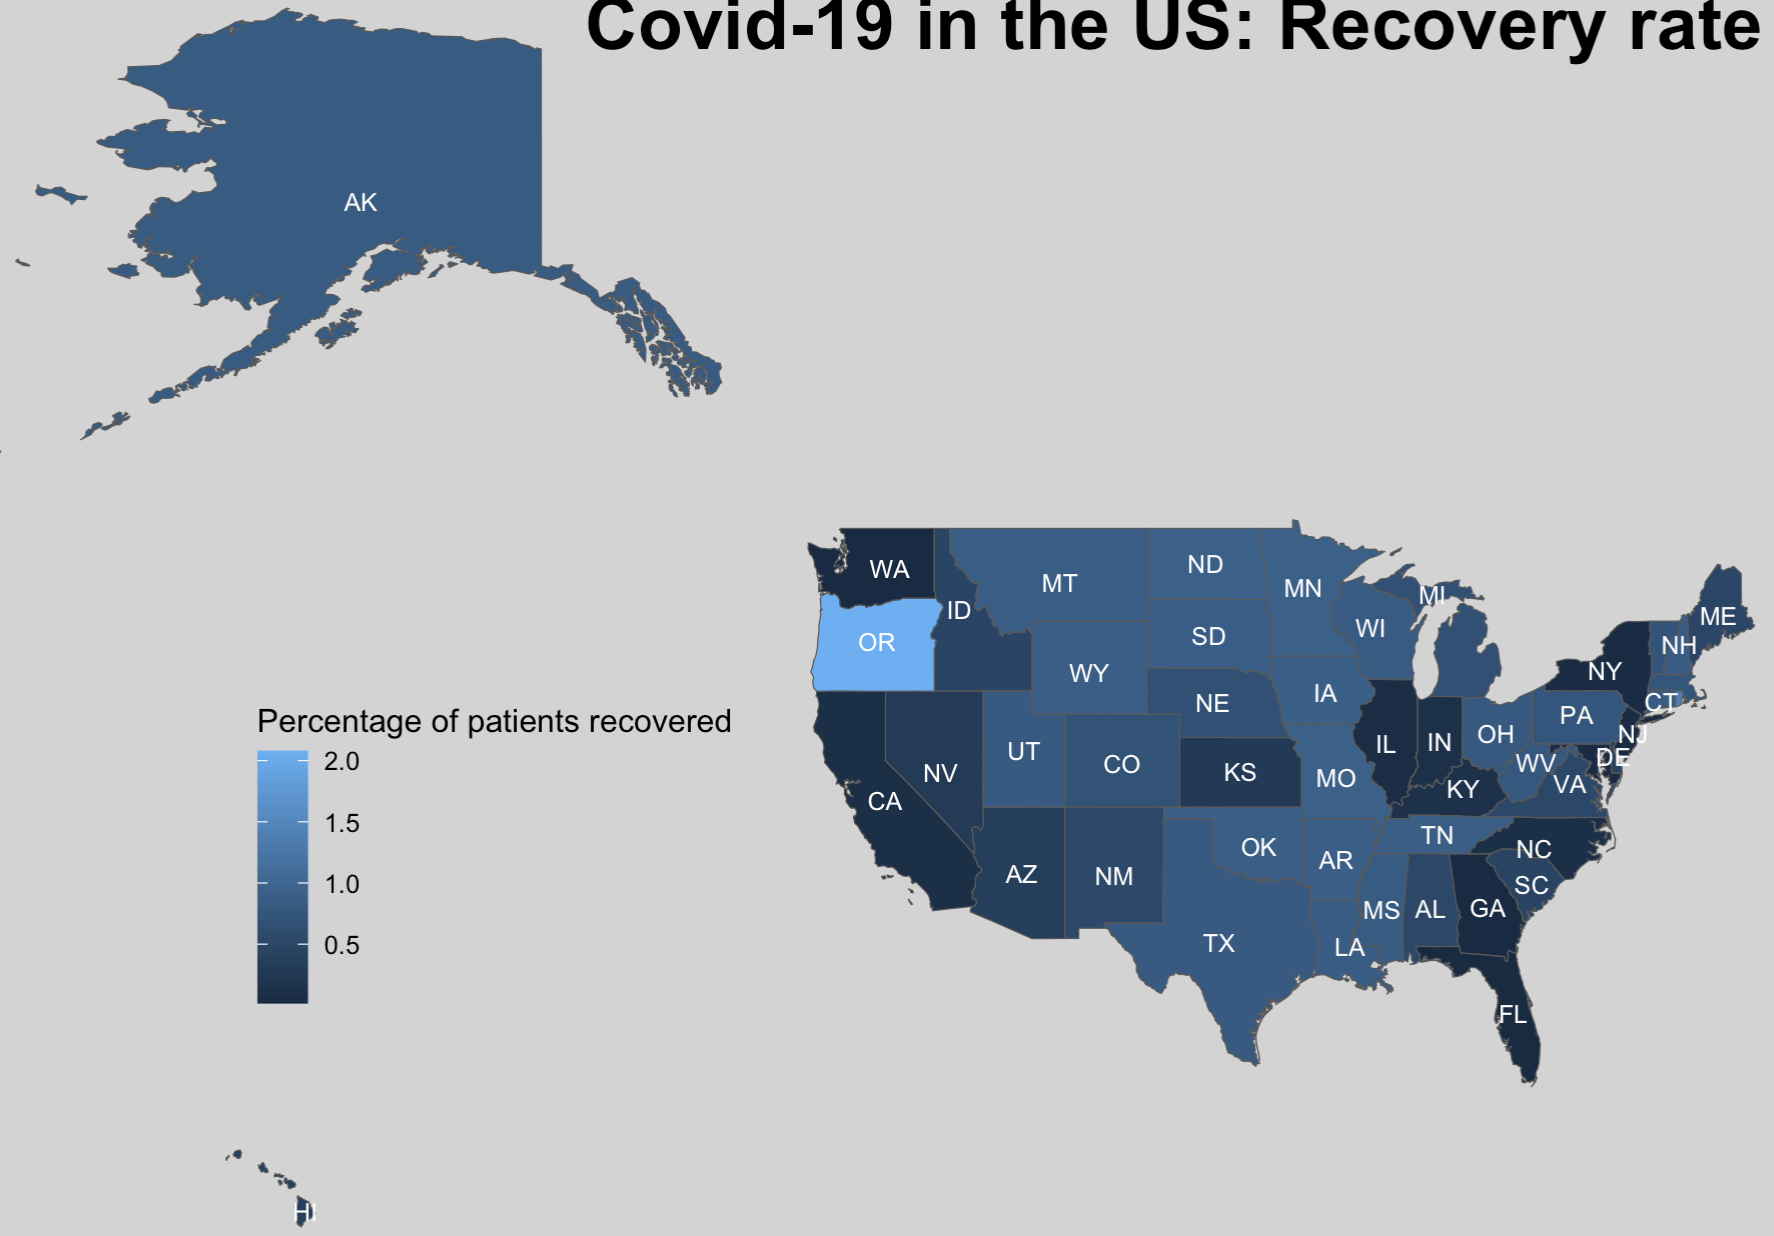 Covid-19 in the US: Recovery rate
AK
WA
MT
ND
MN
MI
ME
ID
OR
SD
WI
NH
WY
NY
NE
IA
CT
PA
Percentage of patients recovered
2.0
1.5
1.0
0.5
NV
UT
CO
KS
MO
IL
IN
OH
NJ
DE
WV
VA
KY
CA
AZ
NM
OK
AR
TN
NC
SC
MS
AL
GA
TX
LA
FL
HI